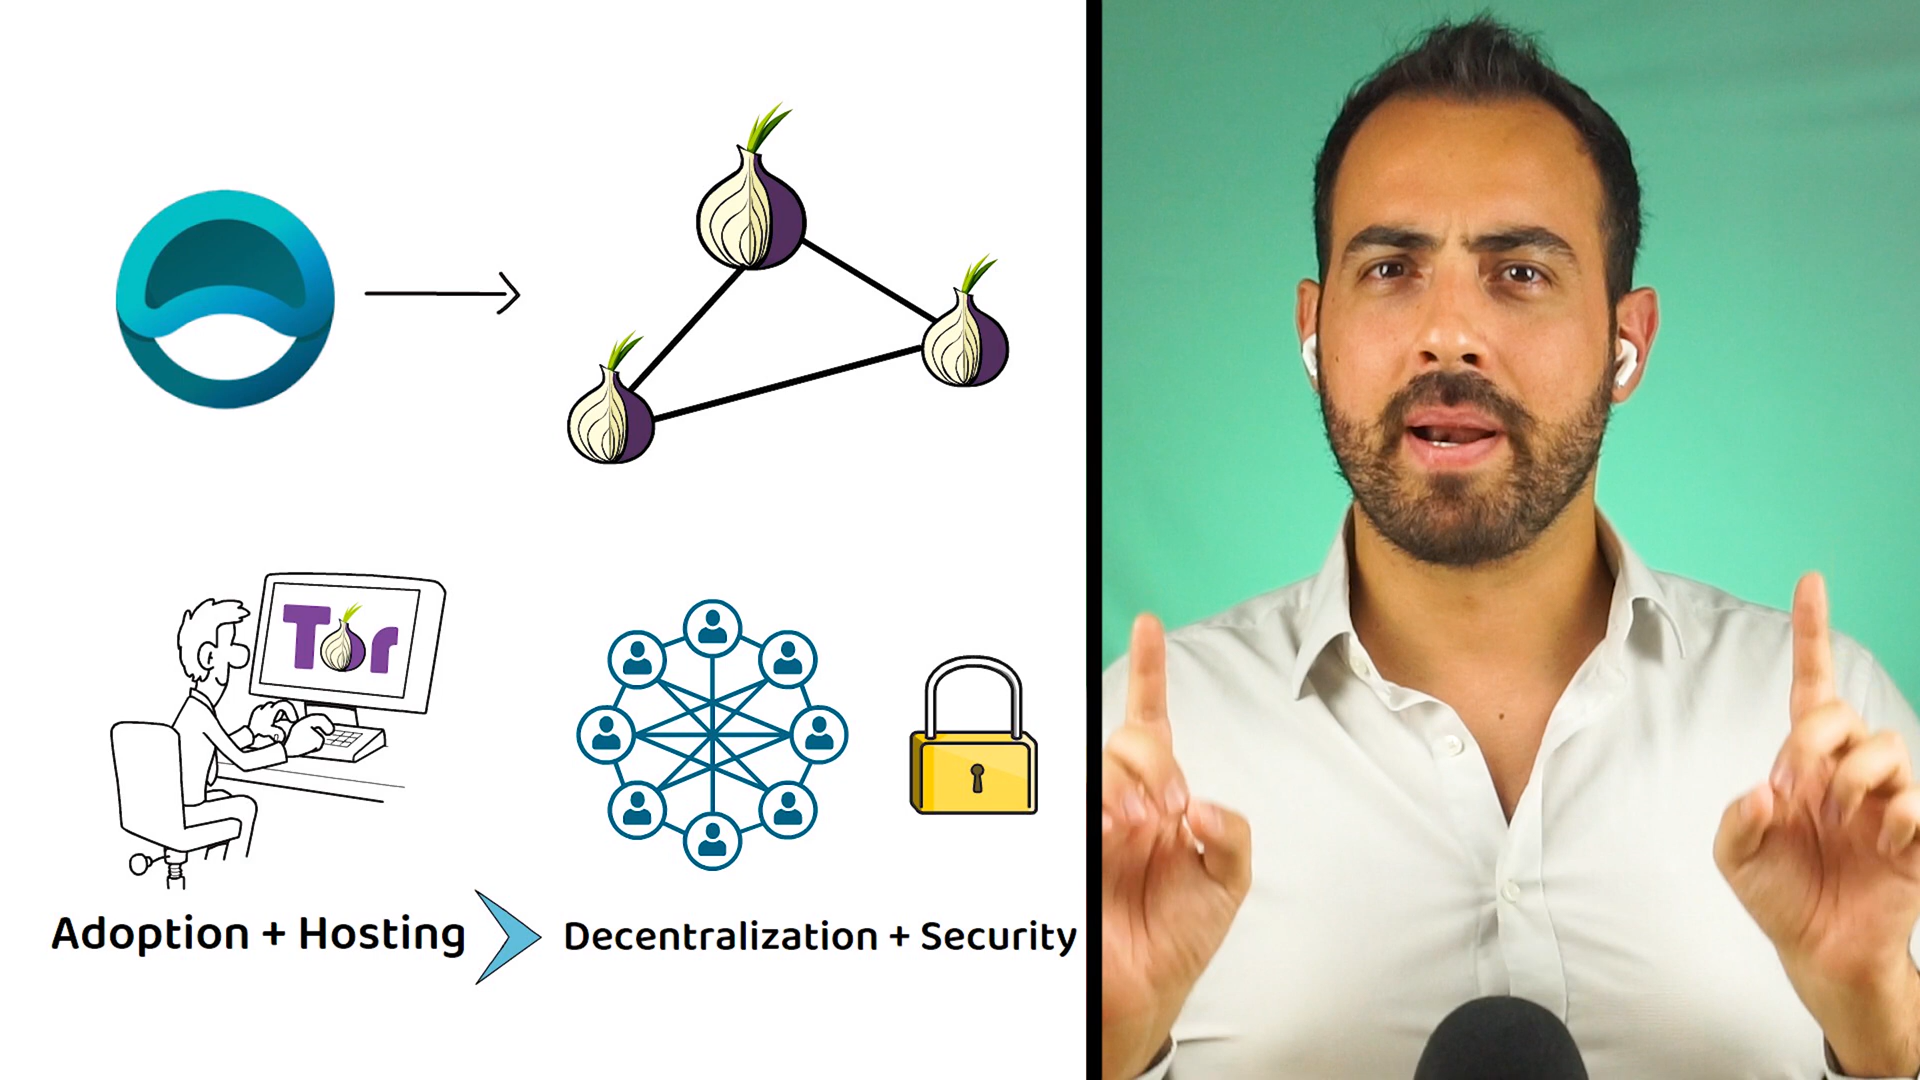 Tor
Adoption + Hosting
Decentralization + Security